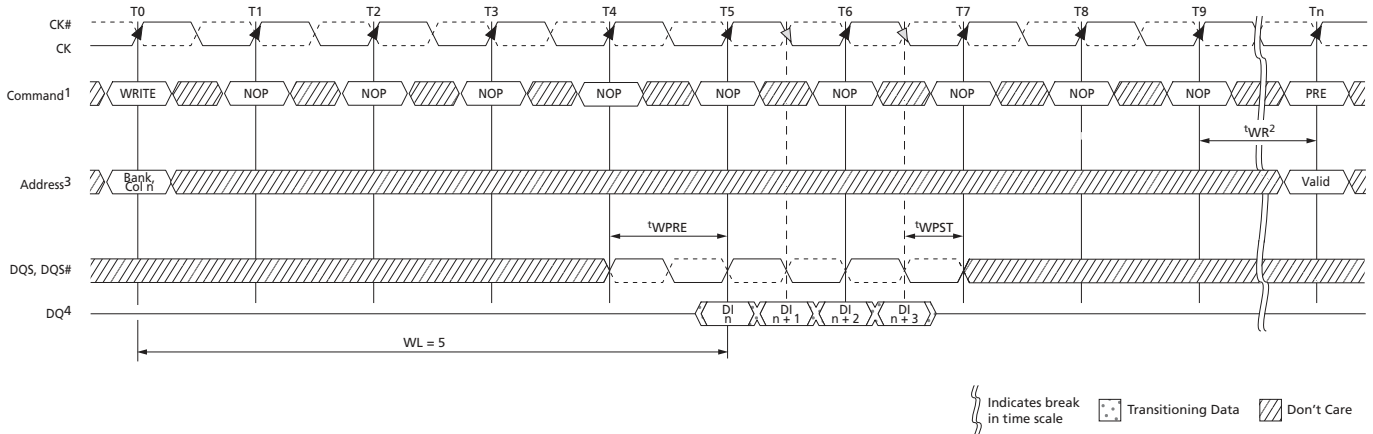 T0 T1 T2 T3 T4 T5 T6 T7 T8 T9 Tn
CK#
CK
Command1 WRITE NOP NOP NOP NOP NOP NOP NOP NOP NOP PRE
tWR2
Address3 Bank, Col n Valid
tWPRE tWPST
DQS, DQS#
DQ4 DI n DI n + 1 DI n + 2 DI n + 3
WL = 5
Indicates break
in time scale
Transitioning Data
Don't Care